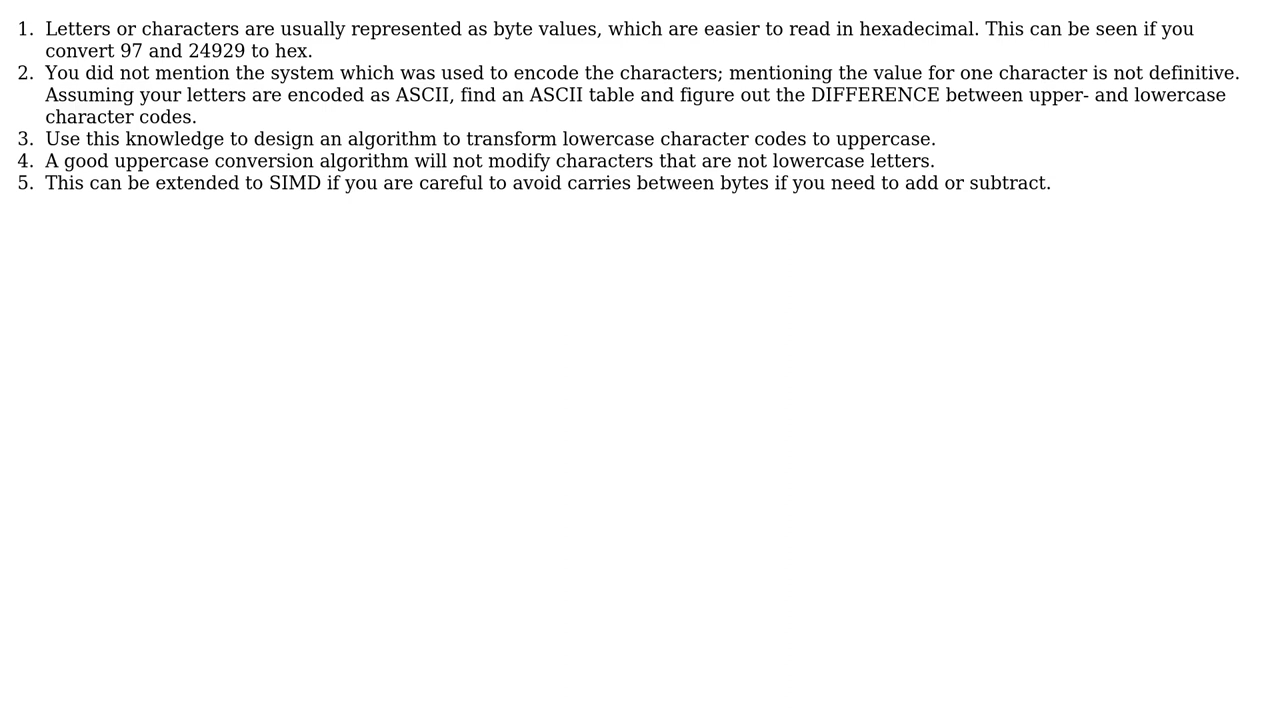 1. Letters or characters are usually represented as byte values, which are easier to read in hexadecimal. This can be seen if you
convert 97 and 24929 to hex.
2. You did not mention the system which was used to encode the characters; mentioning the value for one character is not definitive.
Assuming your letters are encoded as ASCII, find an ASCII table and figure out the DIFFERENCE between upper- and lowercase
character codes.
3. Use this knowledge to design an algorithm to transform lowercase character codes to uppercase.
4. A good uppercase conversion algorithm will not modify characters that are not lowercase letters.
5. This can be extended to SIMD if you are careful to avoid carries between bytes if you need to add or subtract.